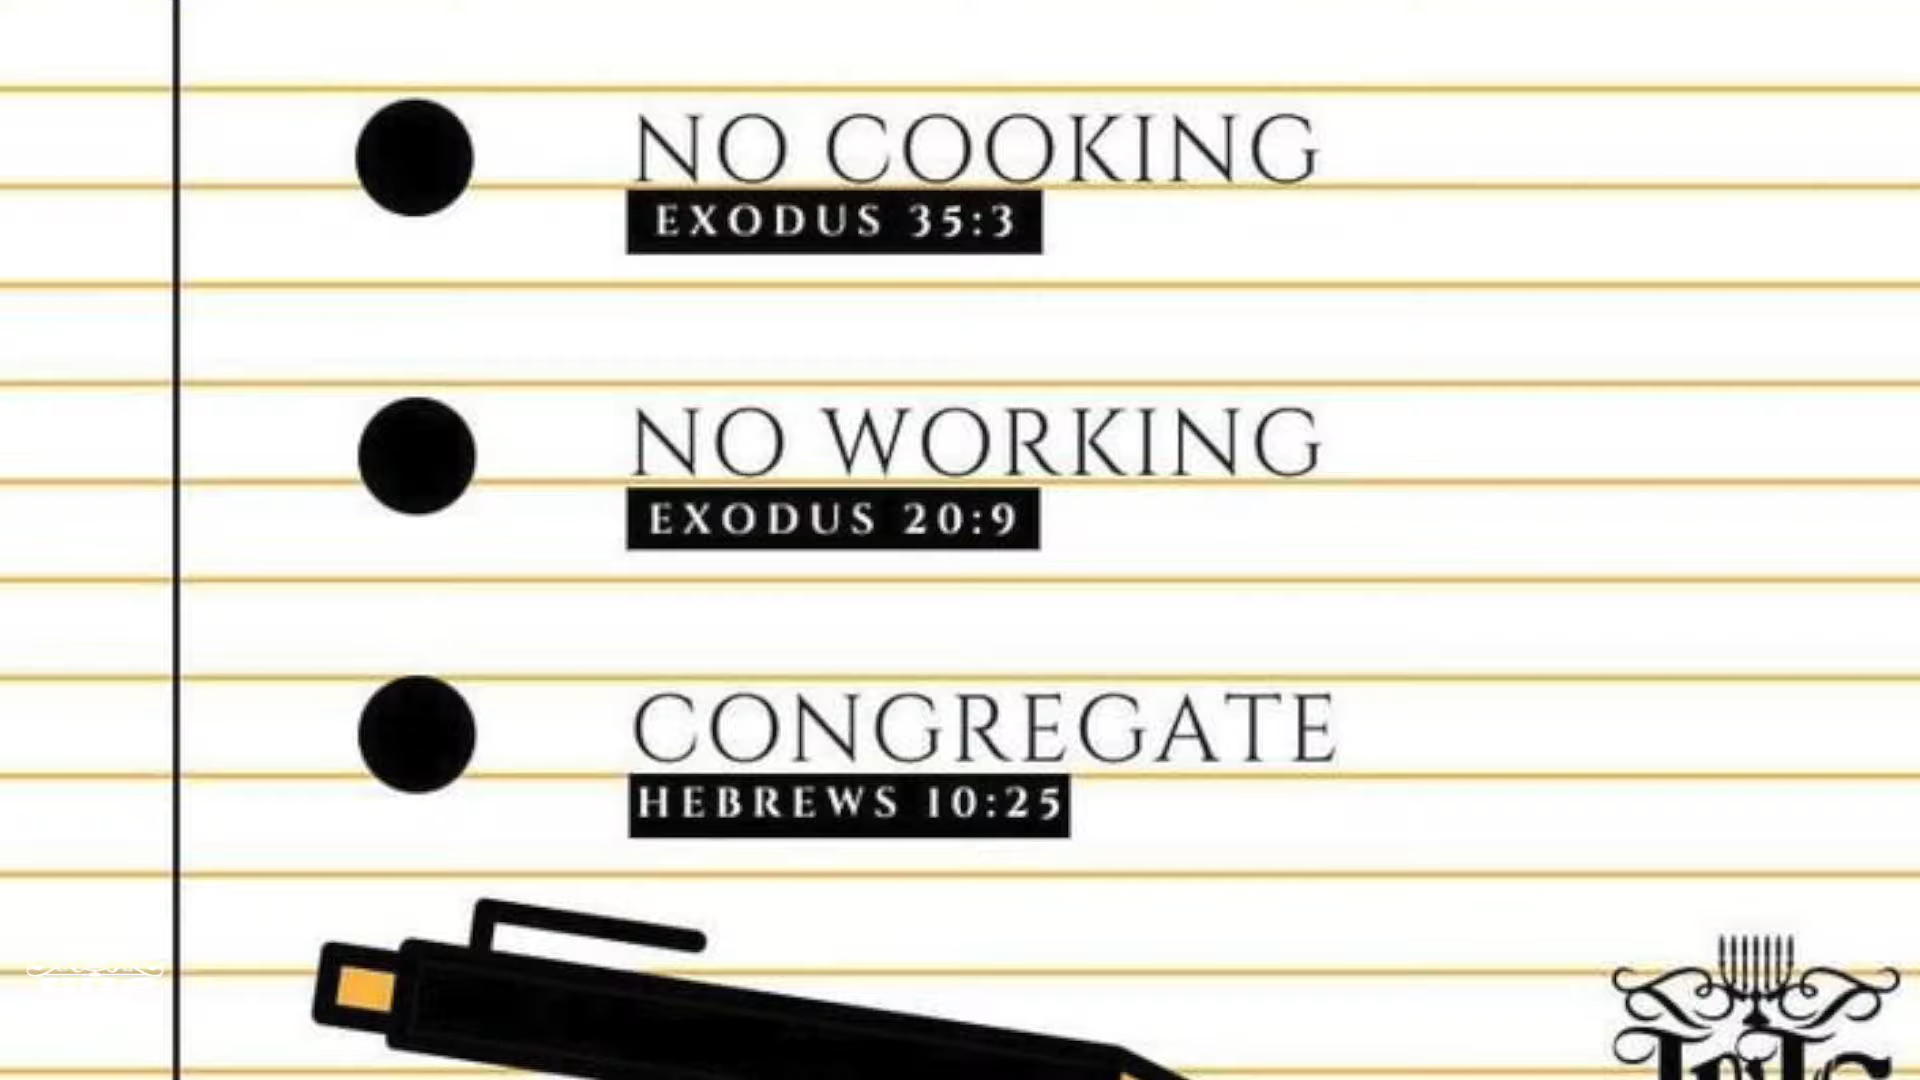 NO COOKING
EXODUS 35:3
NO WORKING
EXODUS 20:9
CONGREGATE
HEBREWS 10:25